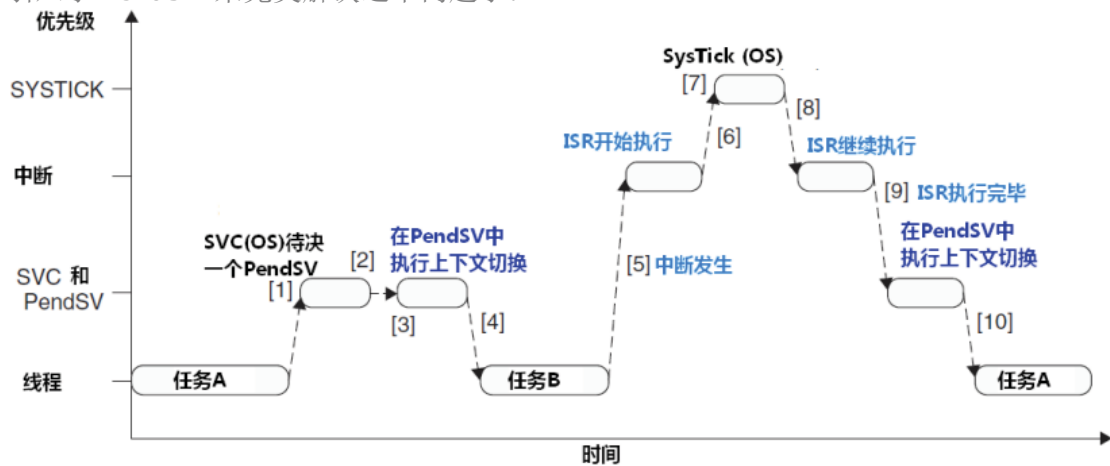 优先级
SysTick (OS)
SYSTICK
[7]
[8]
ISR开始执行
[6]
ISR继续执行
中断
[9] ISR执行完毕
SVC(OS)待决
一个PendSV
[2]
在PendSV中
执行上下文切换
[5] 中断发生
在PendSV中
执行上下文切换
SVC 和
PendSV
[1]
[3]
[4]
[10]
线程
任务A
任务B
任务A
时间